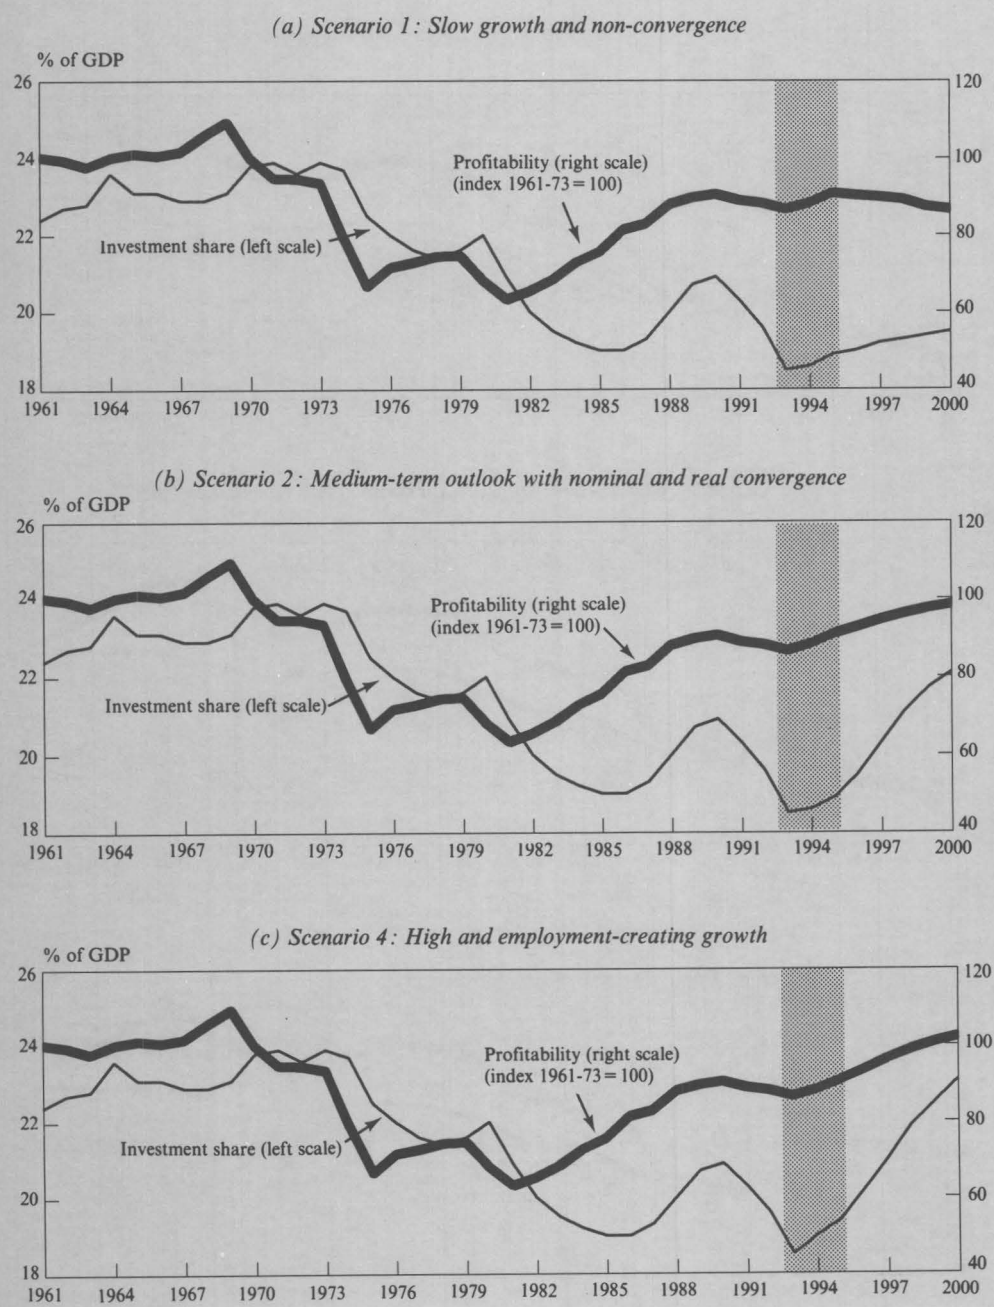 (a) Scenario 1: Slow growth and non-convergence
% of GDP
26
120
24
100
Profitability (right scale)
(index 1961-73 = 100)
22
80
Investment share (left scale)
20
60
18
40
1961 1964 1967 1970 1973 1976 1979 1982 1985 1988 1991 1994 1997 2000
(b) Scenario 2: Medium-term outlook with nominal and real convergence
% of GDP
26
120
24
100
Profitability (right scale)
(index 1961-73 = 100)
22
80
Investment share (left scale)
20
60
18
40
1961 1964 1967 1970 1973 1976 1979 1982 1985 1988 1991 1994 1997 2000
(c) Scenario 4: High and employment-creating growth
% of GDP
26
120
24
100
Profitability (right scale)
(index 1961-73 = 100)
22
80
Investment share (left scale)
20
60
18
40
1961 1964 1967 1970 1973 1976 1979 1982 1985 1988 1991 1994 1997 2000